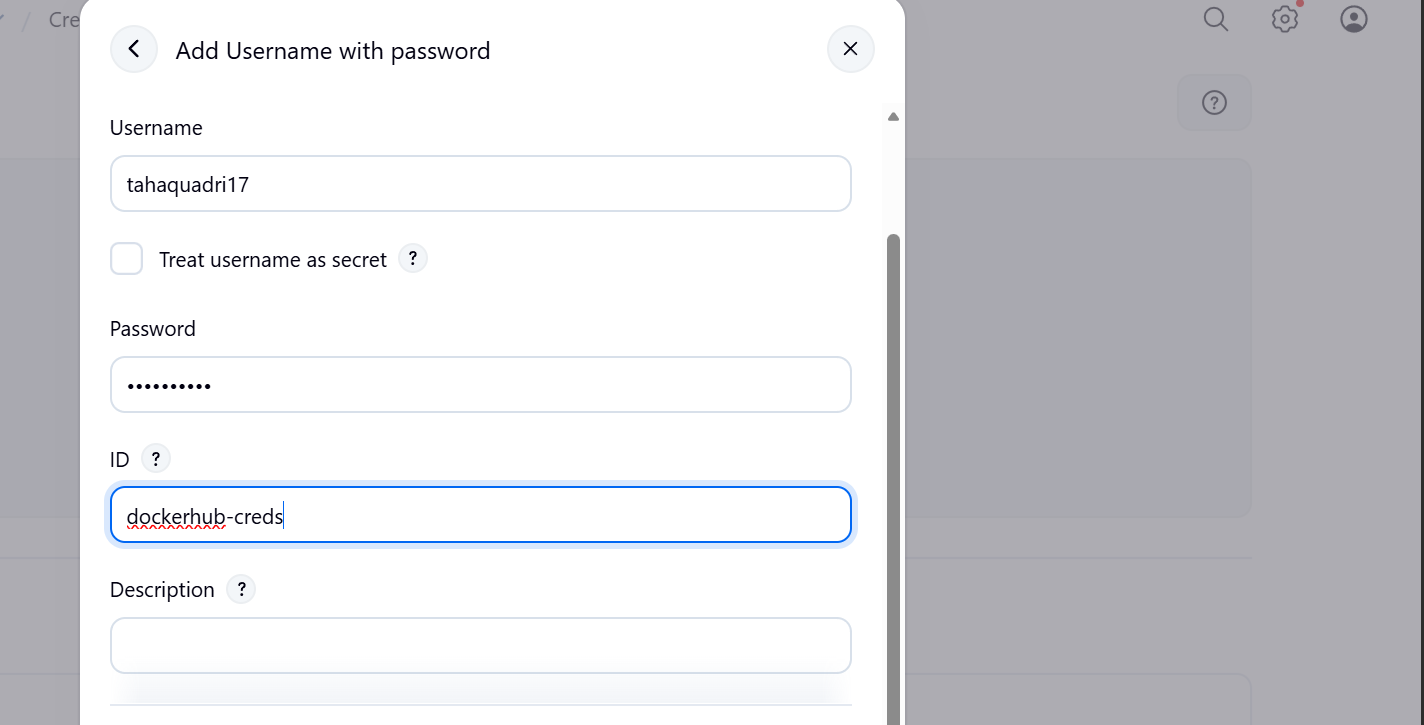 / Cre
Add Username with password
Username
tahaquadri17
Treat username as secret ?
Password
••••••••••
ID ?
dockerhub-creds
Description ?
?